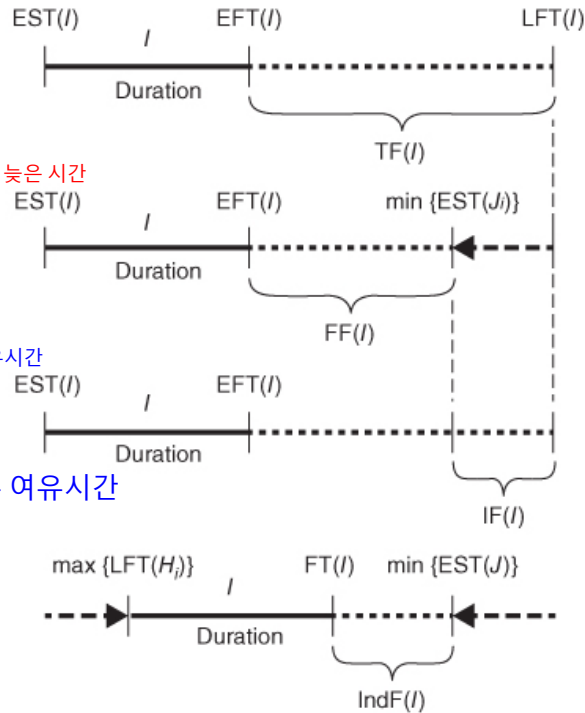 EST(I) EFT(I) LFT(I)
I
Duration
TF(I)
늦은 시간
EST(I) EFT(I) min {EST(Jᵢ)}
I
Duration
FF(I)
시간
EST(I) EFT(I)
I
Duration
여유시간
IF(I)
max {LFT(Hⱼ)} FT(I) min {EST(J)}
I
Duration
IndF(I)